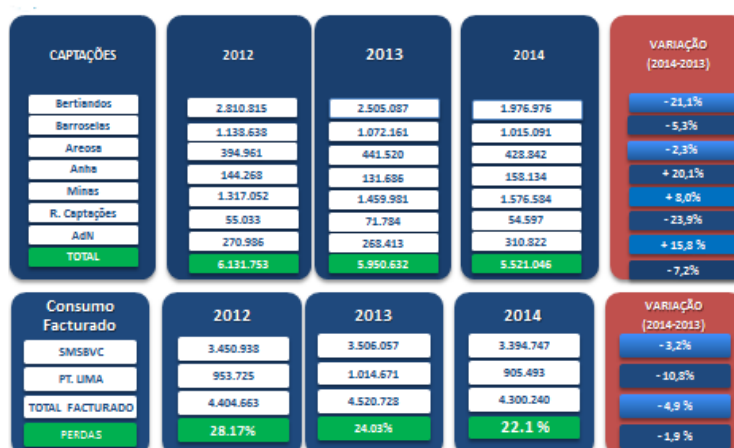 CAPTAÇÕES 2012 2013 2014 VARIAÇÃO (2014-2013)
Bertiandos 2.810.815 2.505.087 1.976.976 - 21,1%
Barroselas 1.138.638 1.072.161 1.015.091 - 5,3%
Areosa 394.961 441.520 428.842 - 2,3%
Anha 144.268 131.686 158.134 + 20,1%
Minas 1.317.052 1.459.981 1.576.584 + 8,0%
R. Captações 55.033 71.784 54.597 - 23,9%
AdN 270.986 268.413 310.822 + 15,8 %
TOTAL 6.131.753 5.950.632 5.521.046 - 7,2%
Consumo Facturado 2012 2013 2014 VARIAÇÃO (2014-2013)
SMSBVC 3.450.938 3.506.057 3.394.747 - 3,2%
PT. LIMA 953.725 1.014.671 905.493 - 10,8%
TOTAL FACTURADO 4.404.663 4.520.728 4.300.240 - 4,9 %
PERDAS 28.17% 24.03% 22.1 % - 1,9 %